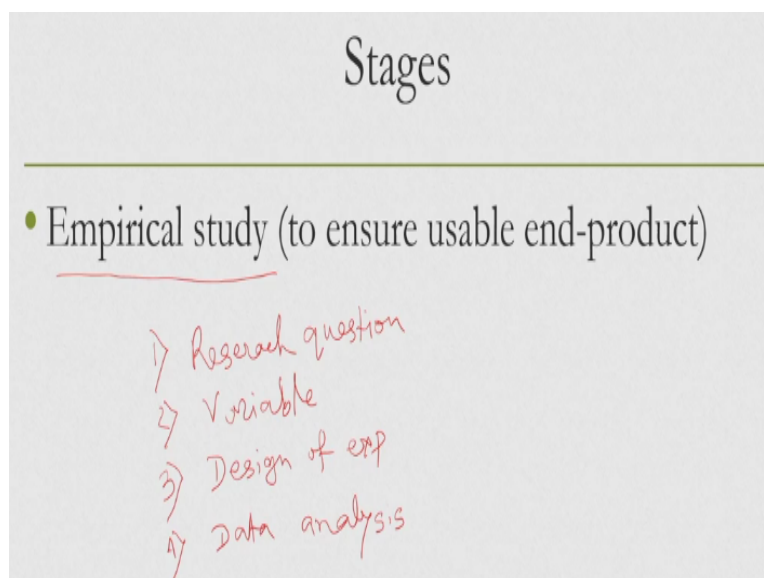 Stages
• Empirical study (to ensure usable end-product)
1) Reserach question
2) Variable
3) Design of exp
4) Data analysis